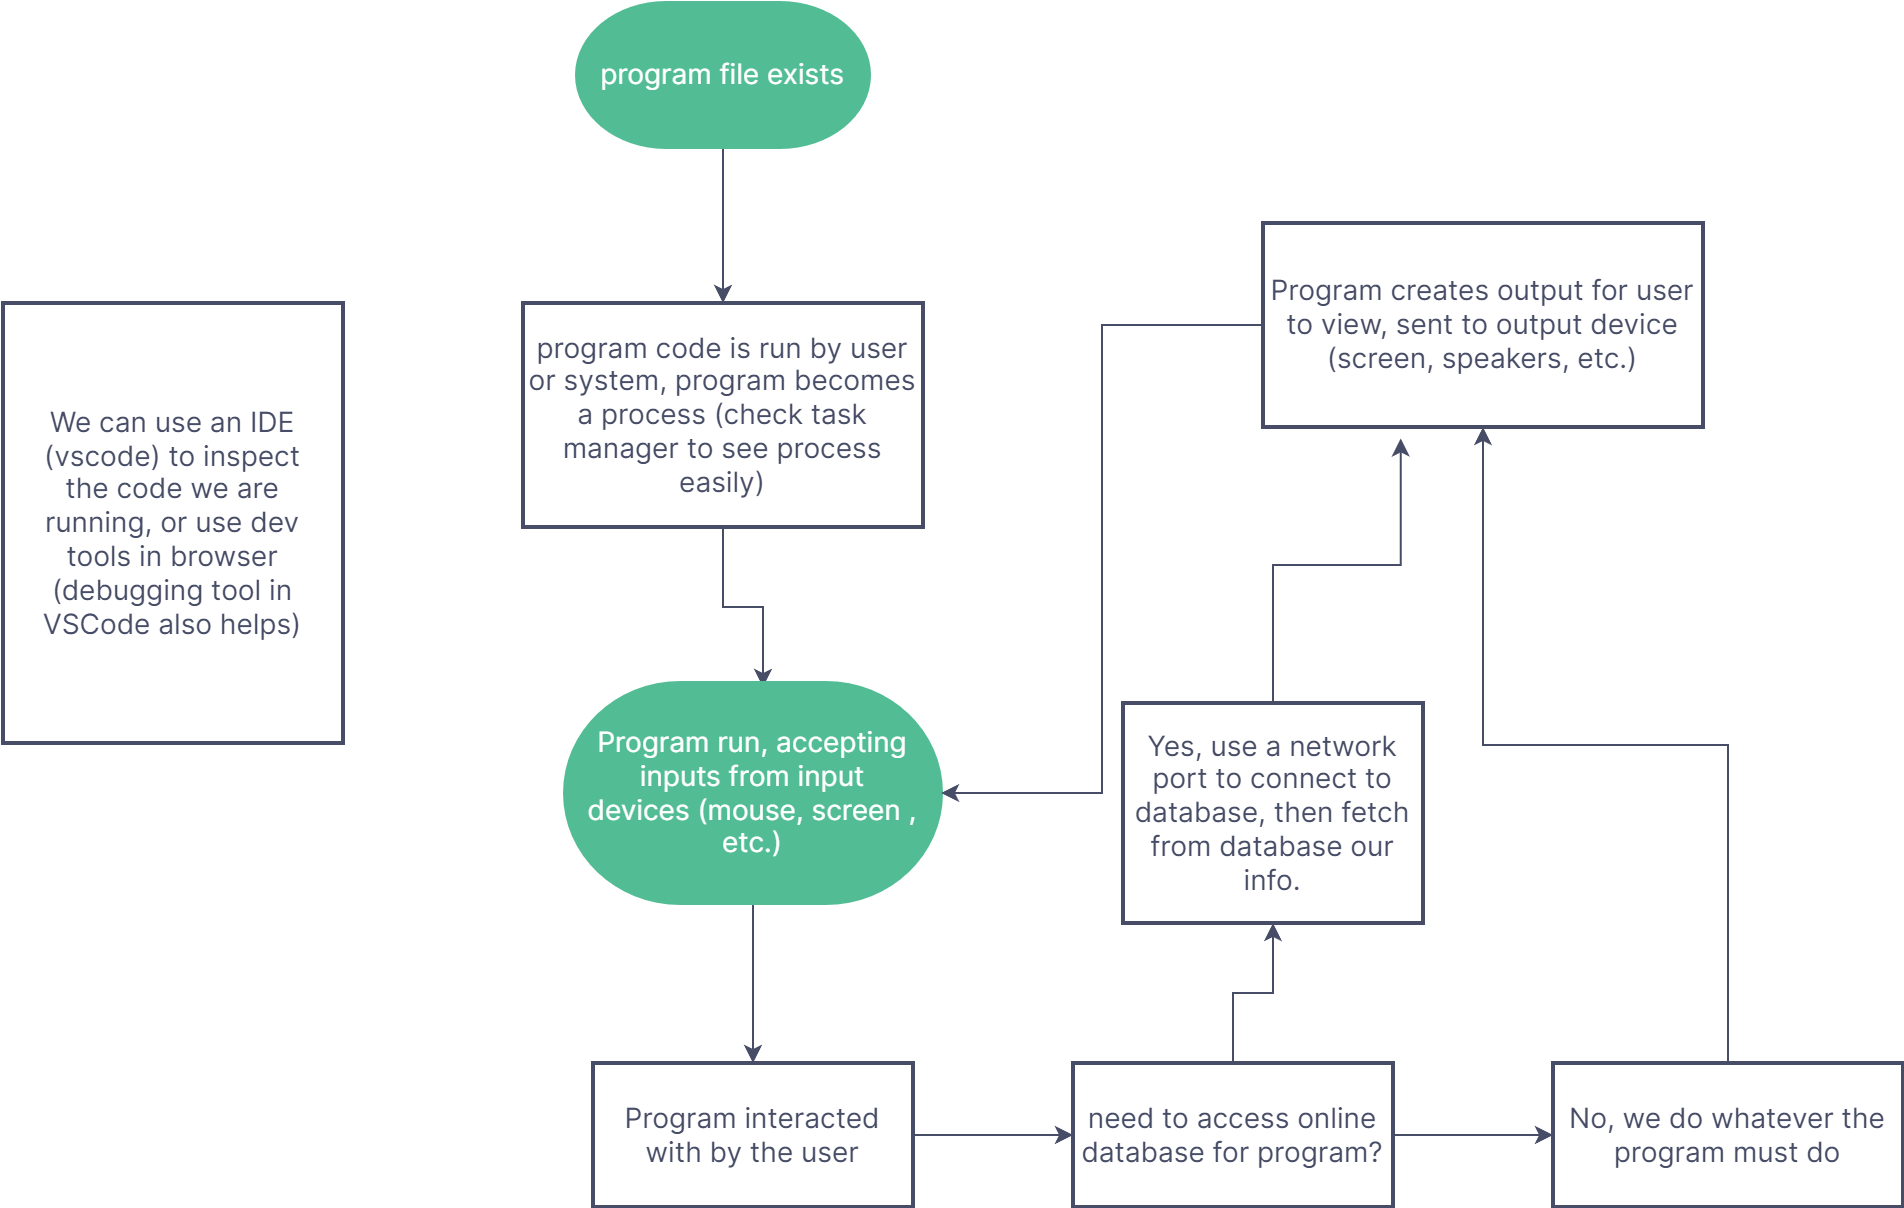 program file exists
program code is run by user
or system, program becomes
a process (check task
manager to see process
easily)
We can use an IDE
(vscode) to inspect
the code we are
running, or use dev
tools in browser
(debugging tool in
VSCode also helps)
Program creates output for user
to view, sent to output device
(screen, speakers, etc.)
Program run, accepting
inputs from input
devices (mouse, screen ,
etc.)
Yes, use a network
port to connect to
database, then fetch
from database our
info.
Program interacted
with by the user
need to access online
database for program?
No, we do whatever the
program must do